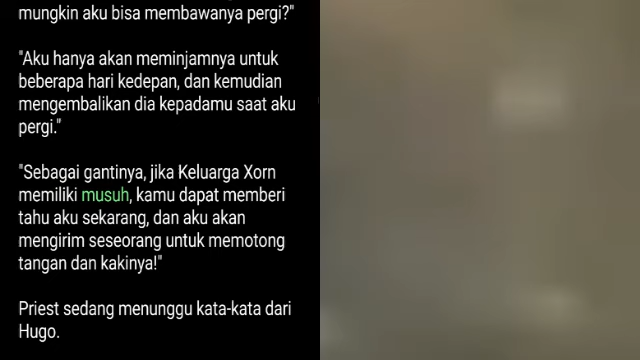 mungkin aku bisa membawanya pergi?"
"Aku hanya akan meminjamnya untuk
beberapa hari kedepan, dan kemudian
mengembalikan dia kepadamu saat aku
pergi."
"Sebagai gantinya, jika Keluarga Xorn
memiliki musuh, kamu dapat memberi
tahu aku sekarang, dan aku akan
mengirim seseorang untuk memotong
tangan dan kakinya!"
Priest sedang menunggu kata-kata dari
Hugo.